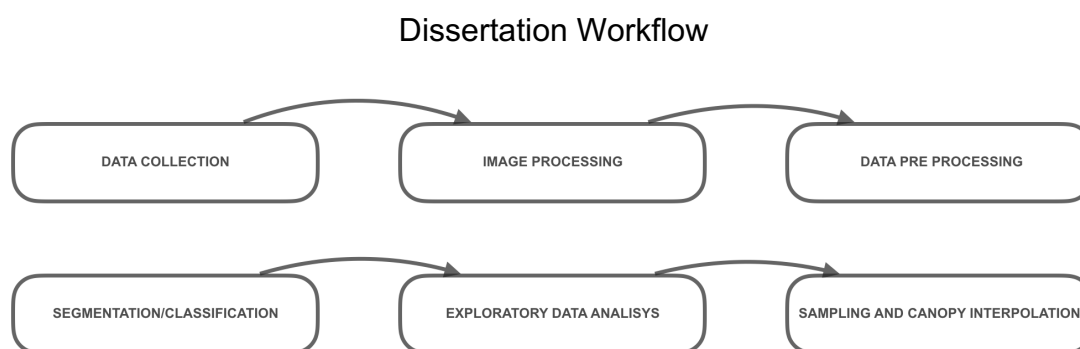 Dissertation Workflow
DATA COLLECTION
IMAGE PROCESSING
DATA PRE PROCESSING
SEGMENTATION/CLASSIFICATION
EXPLORATORY DATA ANALISYS
SAMPLING AND CANOPY INTERPOLATION